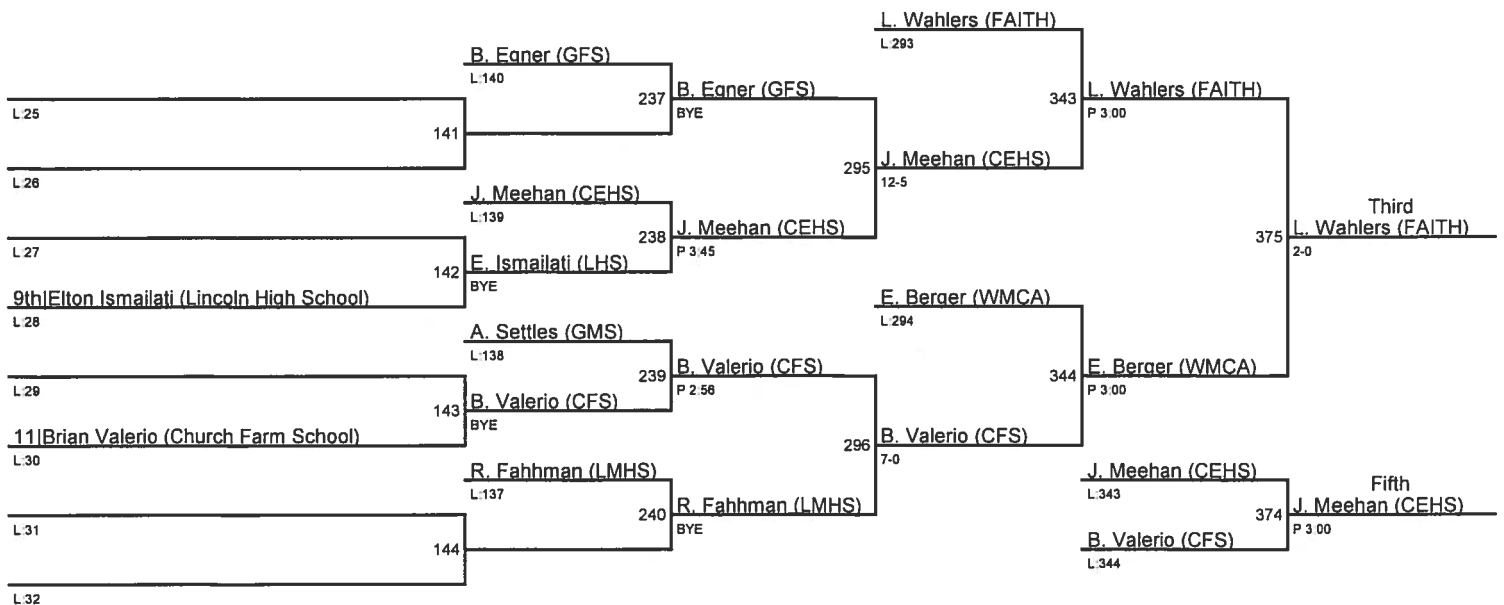 L. Wahlers (FAITH)
L:293
B. Egner (GFS)
L:140
237
B. Egner (GFS)
BYE
343
L. Wahlers (FAITH)
P 3:00
L:25
141
L:26
295
J. Meehan (CEHS)
12-5
J. Meehan (CEHS)
L:139
238
J. Meehan (CEHS)
P 3:45
L:27
142
E. Ismailati (LHS)
BYE
9th|Elton Ismailati (Lincoln High School)
L:28
375
Third
L. Wahlers (FAITH)
2-0
E. Berger (WMCA)
L:294
A. Settles (GMS)
L:138
239
B. Valerio (CFS)
P 2:56
344
E. Berger (WMCA)
P 3:00
L:29
143
B. Valerio (CFS)
BYE
11|Brian Valerio (Church Farm School)
L:30
296
B. Valerio (CFS)
7-0
R. Fahhman (LMHS)
L:137
240
R. Fahhman (LMHS)
BYE
L:31
144
L:32
J. Meehan (CEHS)
L:343
374
Fifth
J. Meehan (CEHS)
P 3:00
B. Valerio (CFS)
L:344